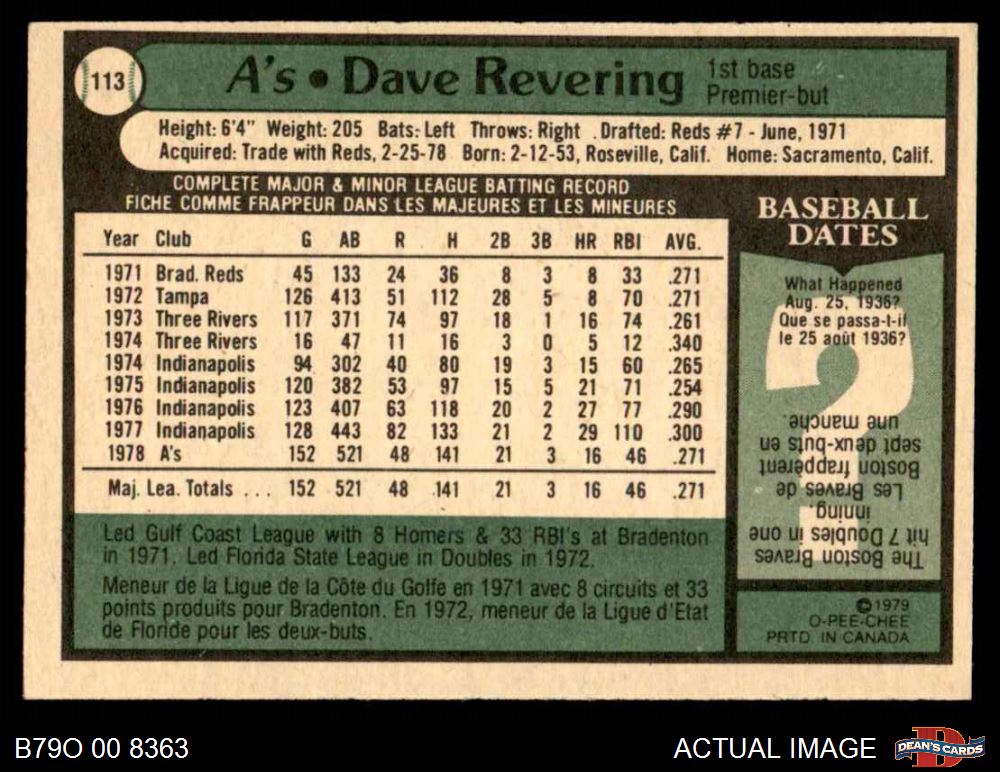 113
A's • Dave Revering
1st base
Premier-but
Height: 6'4" Weight: 205 Bats: Left Throws: Right . Drafted: Reds #7 - June, 1971
Acquired: Trade with Reds, 2-25-78 Born: 2-12-53, Roseville, Calif. Home: Sacramento, Calif.
COMPLETE MAJOR & MINOR LEAGUE BATTING RECORD
FICHE COMME FRAPPEUR DANS LES MAJEURES ET LES MINEURES
Year Club G AB R H 2B 3B HR RBI AVG.
1971 Brad. Reds 45 133 24 36 8 3 8 33 .271
1972 Tampa 126 413 51 112 28 5 8 70 .271
1973 Three Rivers 117 371 74 97 18 1 16 74 .261
1974 Three Rivers 16 47 11 16 3 0 5 12 .340
1974 Indianapolis 94 302 40 80 19 3 15 60 .265
1975 Indianapolis 120 382 53 97 15 5 21 71 .254
1976 Indianapolis 123 407 63 118 20 2 27 77 .290
1977 Indianapolis 128 443 82 133 21 2 29 110 .300
1978 A's 152 521 48 141 21 3 16 46 .271
Maj. Lea. Totals ... 152 521 48 141 21 3 16 46 .271
Led Gulf Coast League with 8 Homers & 33 RBI's at Bradenton
in 1971. Led Florida State League in Doubles in 1972.
Meneur de la Ligue de la Côte du Golfe en 1971 avec 8 circuits et 33
points produits pour Bradenton. En 1972, meneur de la Ligue d'Etat
de Floride pour les deux-buts.
BASEBALL
DATES
What Happened
Aug. 25, 1936?
Que se passa-t-il
le 25 août 1936?
The Boston Braves
hit 7 Doubles in one
inning.
Les Braves de
Boston frappèrent
sept deux-buts en
une manche.
©1979
O-PEE-CHEE
PRTD. IN CANADA
B79O 00 8363
ACTUAL IMAGE
D
DEAN'S CARDS